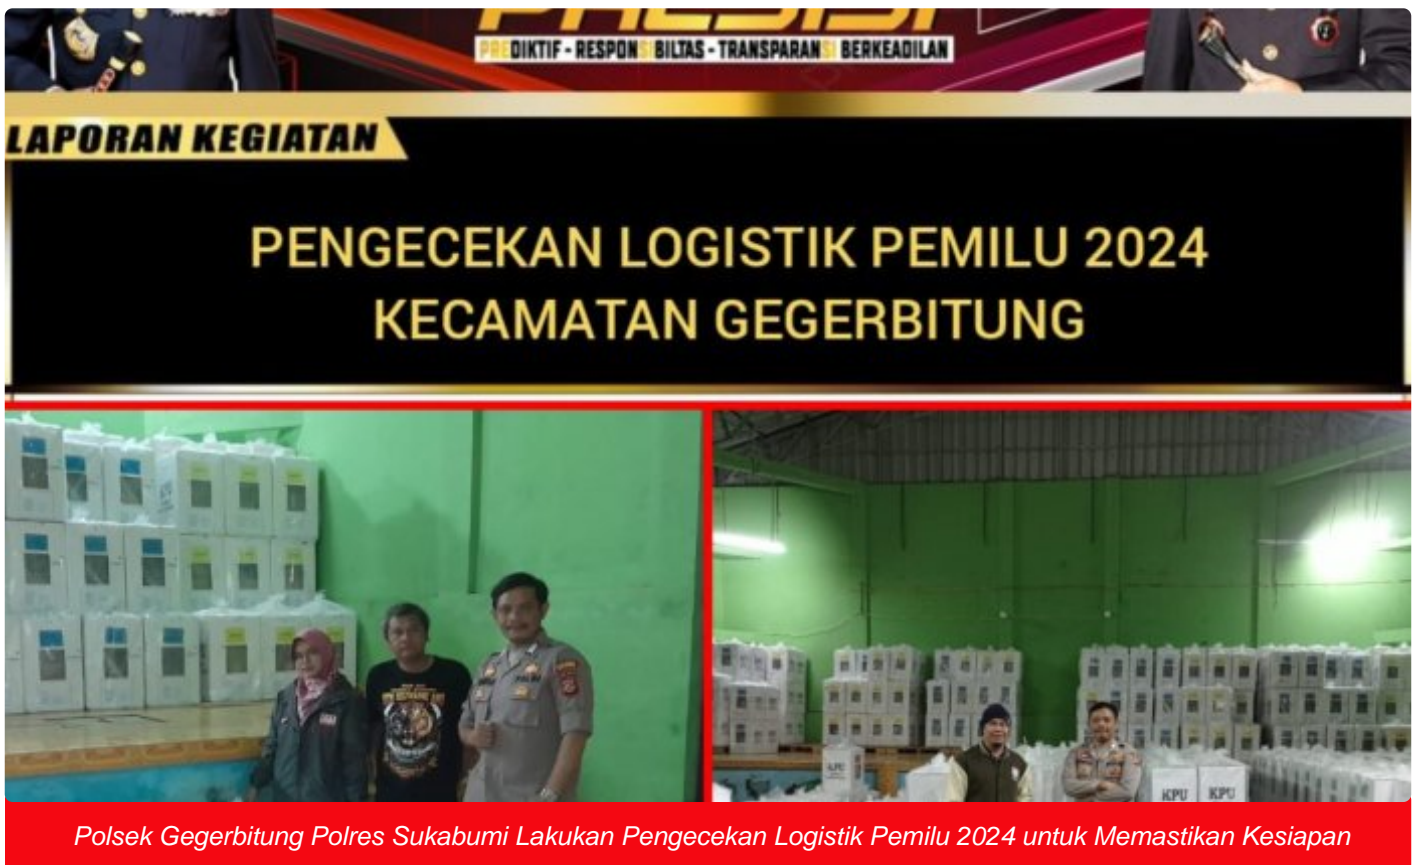 PRESISI
PREDIKTIF - RESPONSIBILTAS - TRANSPARANSI BERKEADILAN
LAPORAN KEGIATAN
PENGECEKAN LOGISTIK PEMILU 2024
KECAMATAN GEGERBITUNG
KPU
KPU KPU
Polsek Gegerbitung Polres Sukabumi Lakukan Pengecekan Logistik Pemilu 2024 untuk Memastikan Kesiapan